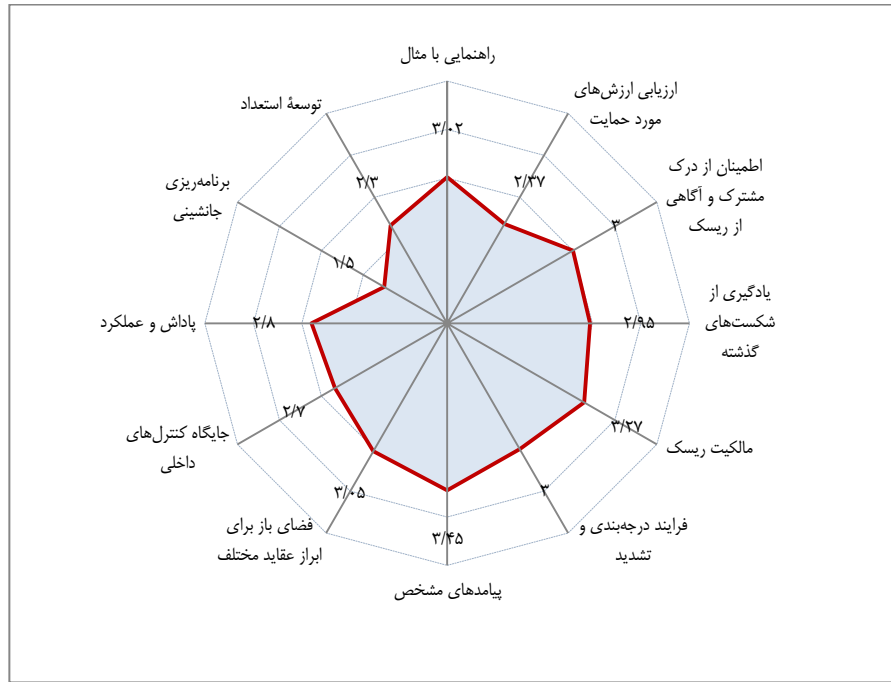 راهنمایی با مثال
۳/۰۲
ارزیابی ارزش‌های
مورد حمایت
۲/۳۷
اطمینان از درک
مشترک و آگاهی
از ریسک
۳
یادگیری از
شکست‌های
گذشته
۲/۹۵
مالکیت ریسک
۳/۲۷
فرایند درجه‌بندی و
تشدید
۳
پیامدهای مشخص
۳/۴۵
فضای باز برای
ابراز عقاید مختلف
۳/۰۵
جایگاه کنترل‌های
داخلی
۲/۷
پاداش و عملکرد
۲/۸
برنامه‌ریزی
جانشینی
۱/۵
توسعهٔ استعداد
۲/۳